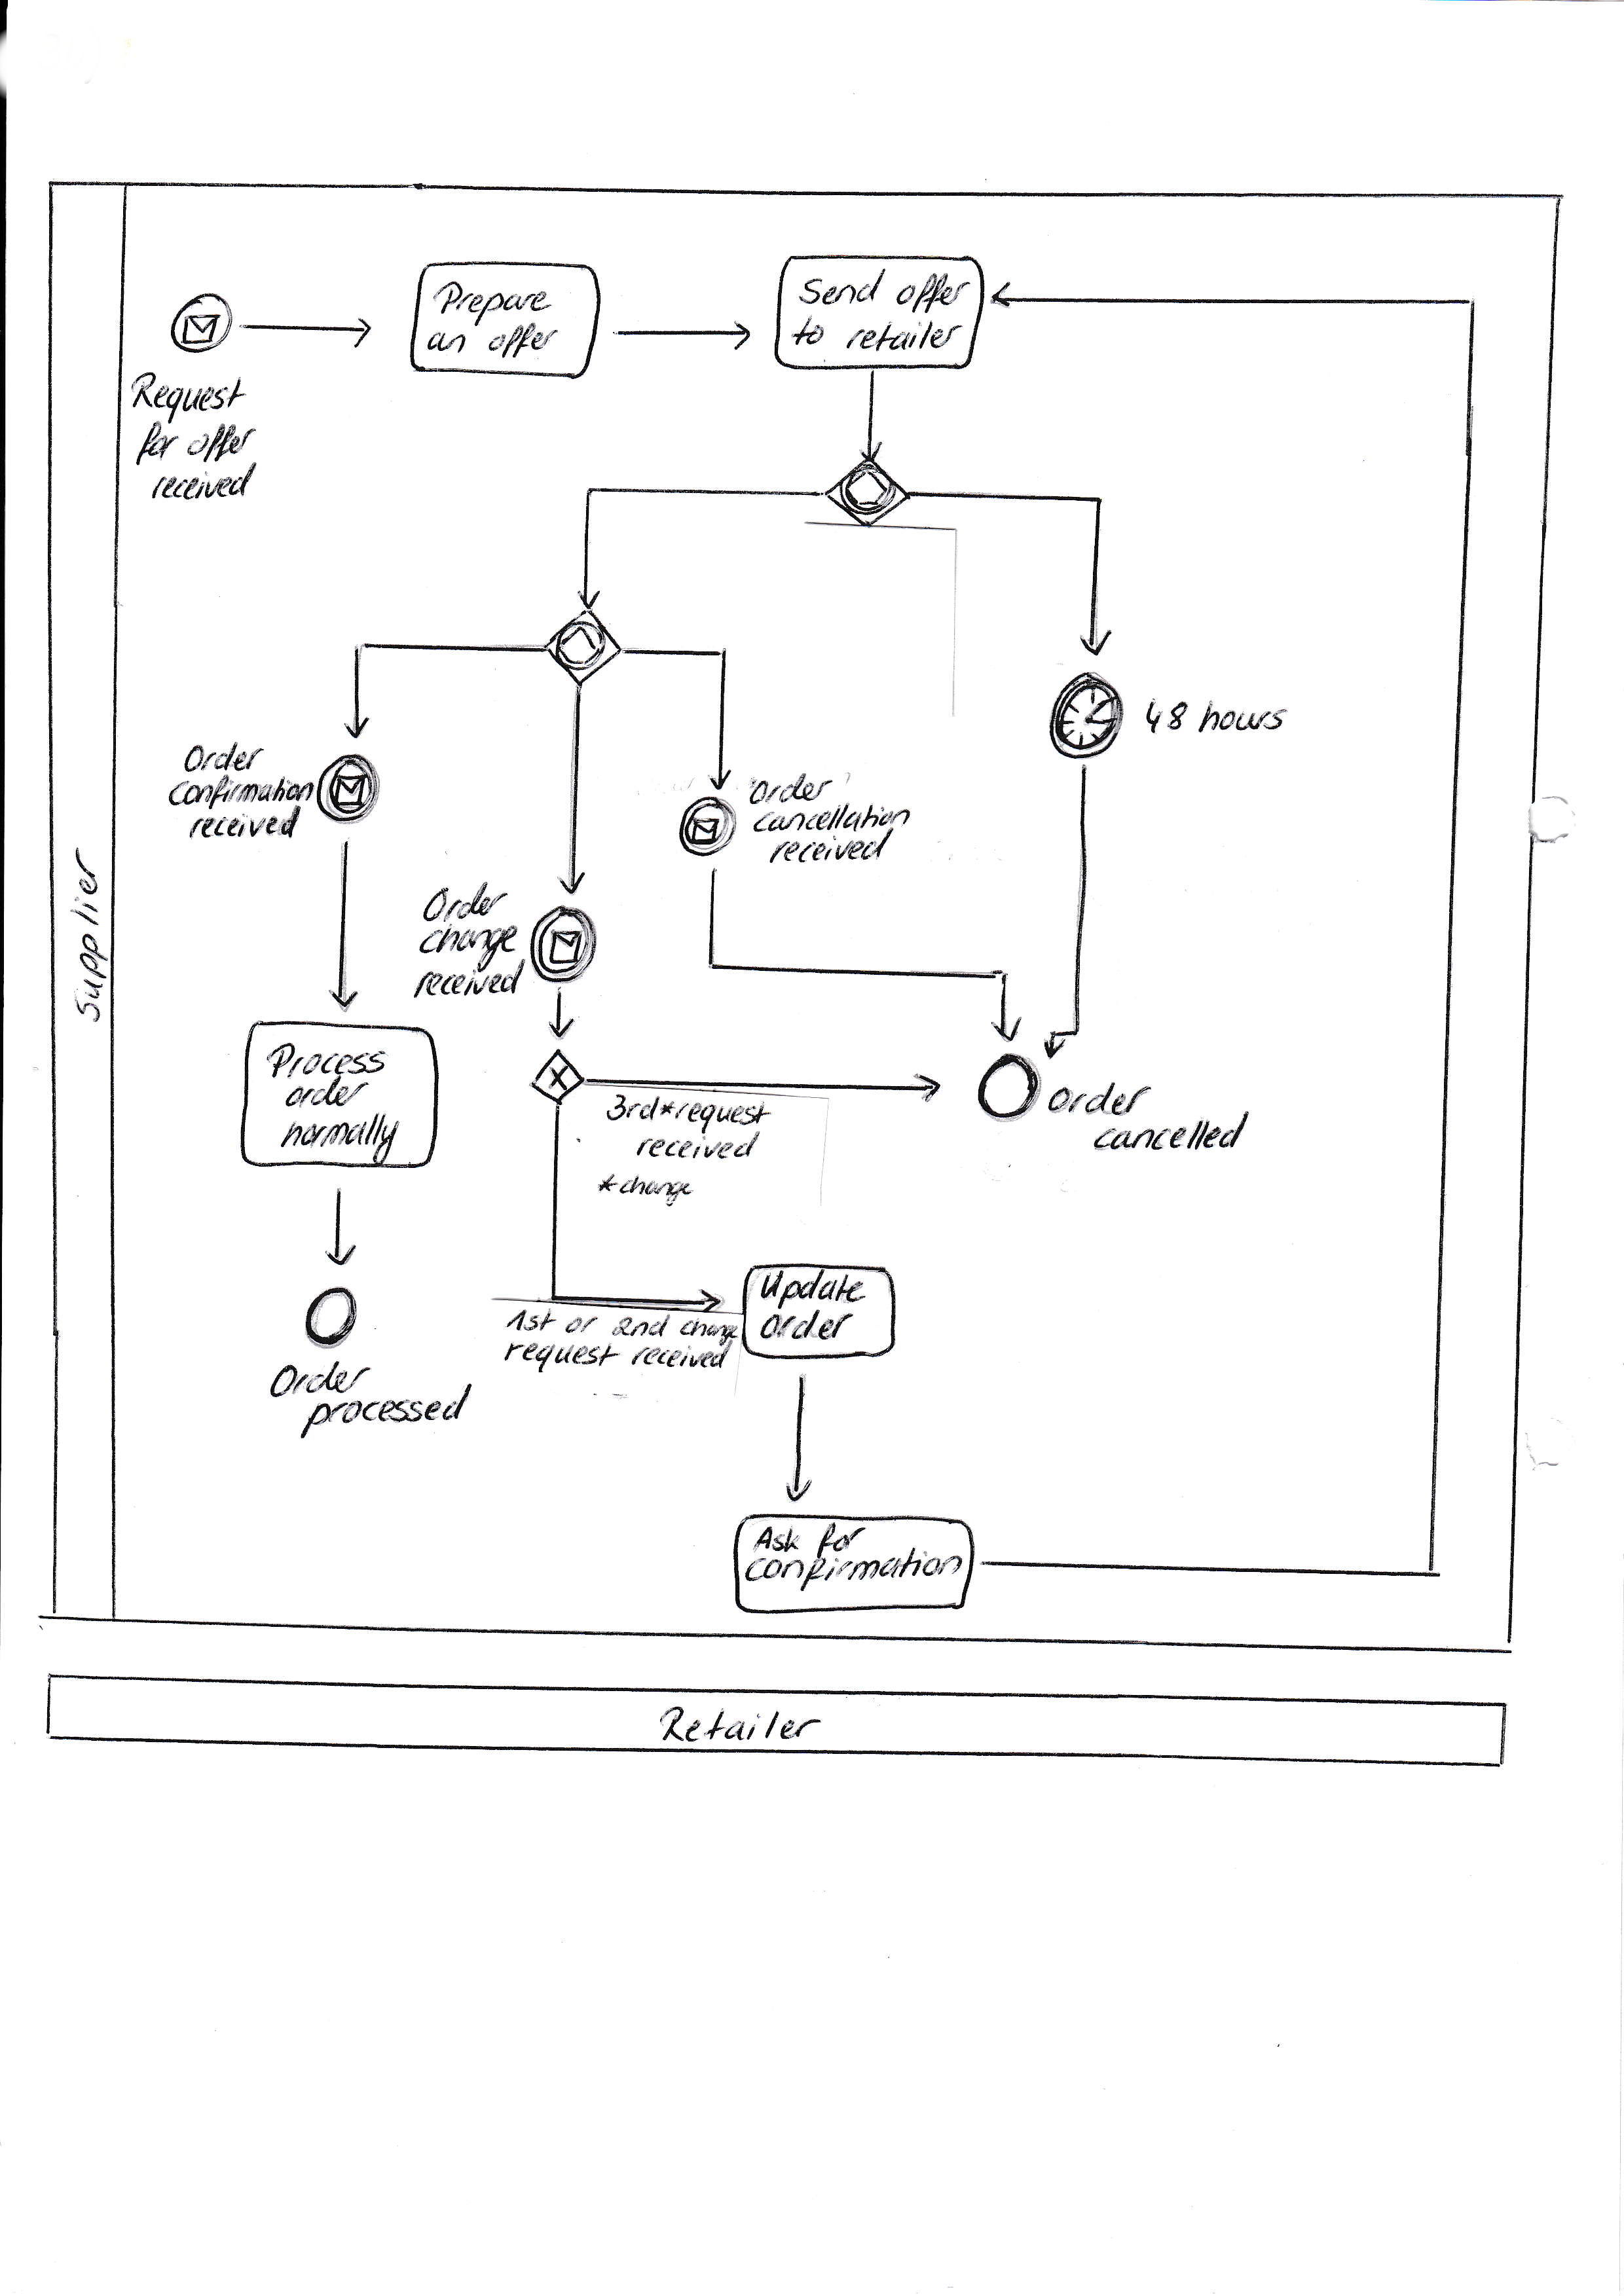 Prepare
an offer
Send offer
to retailer
Request
for offer
received
48 hours
Order
confirmation
received
Order
cancellation
received
Order
change
received
Supplier
Process
order
normally
3rd*request
received
*change
Order
cancelled
Update
order
1st or 2nd change
request received
Order
processed
Ask for
confirmation
Retailer